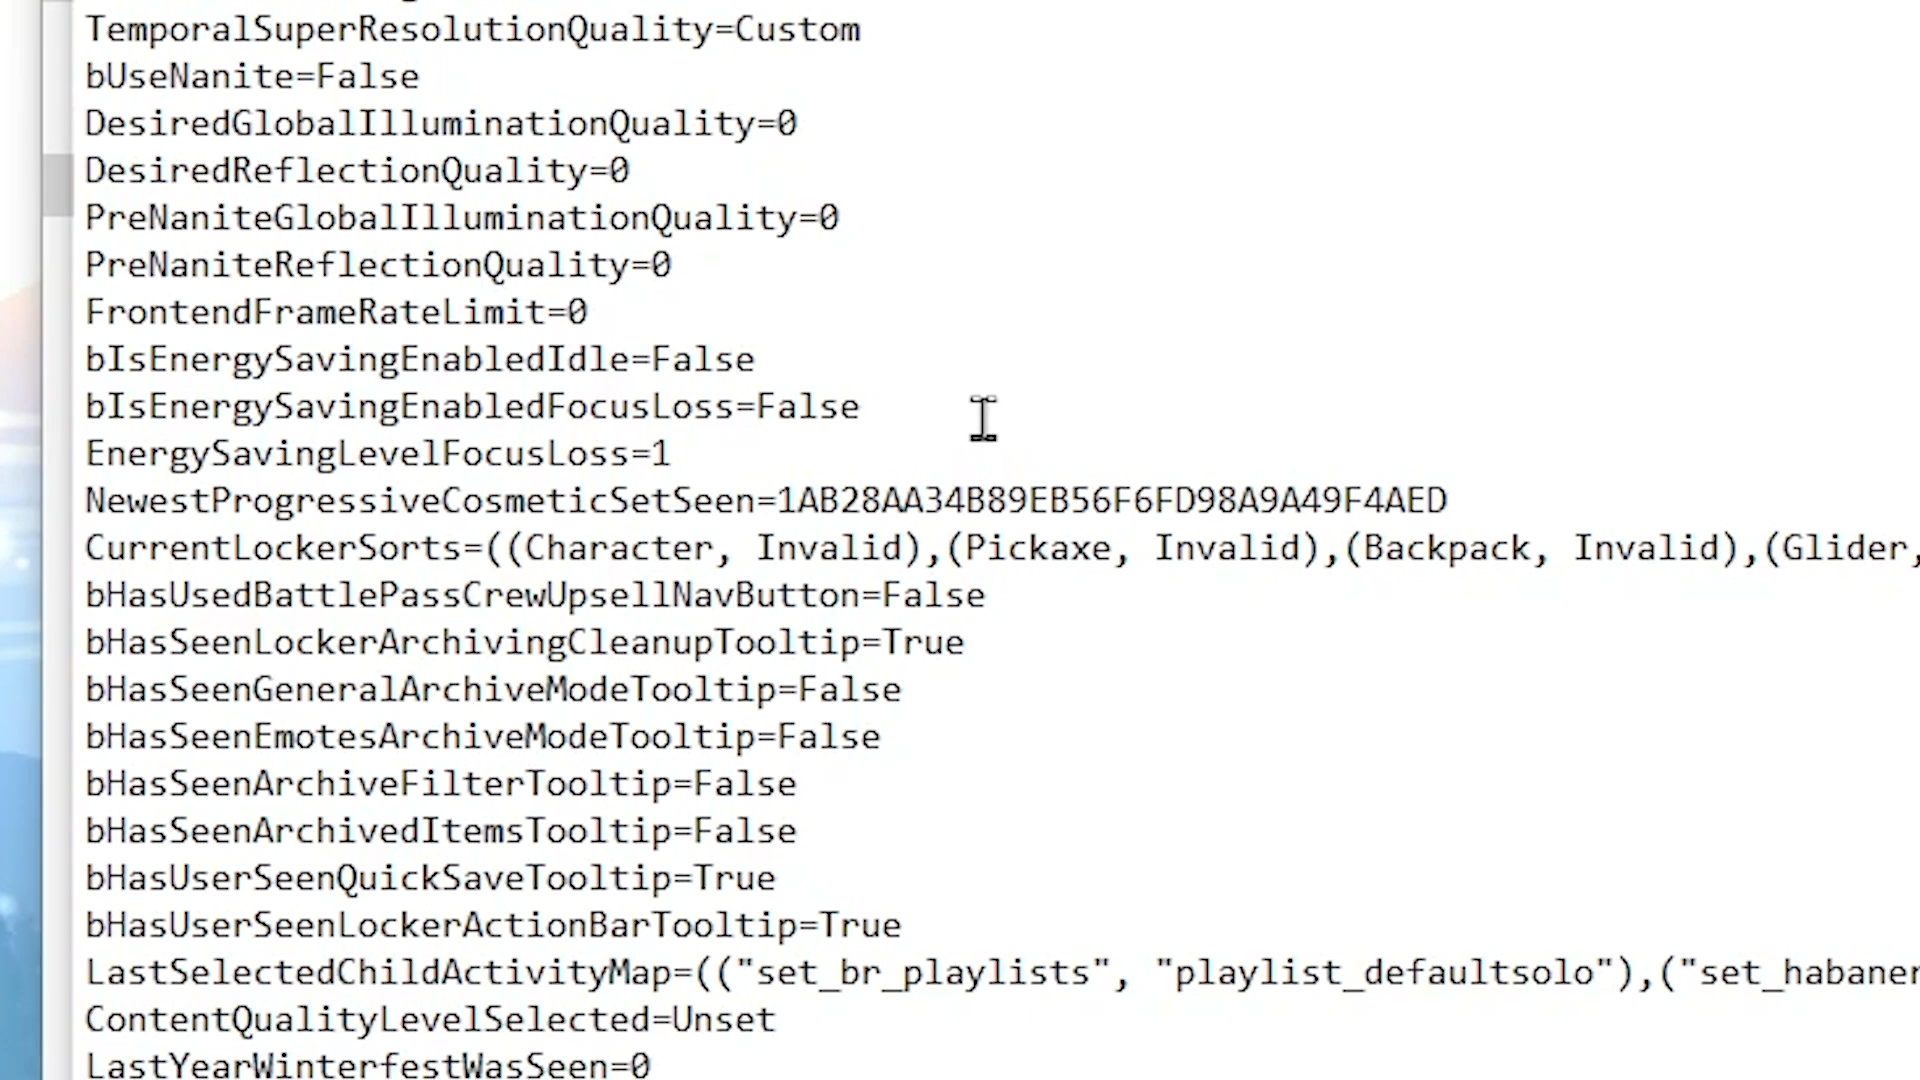 TemporalSuperResolutionQuality=Custom
bUseNanite=False
DesiredGlobalIlluminationQuality=0
DesiredReflectionQuality=0
PreNaniteGlobalIlluminationQuality=0
PreNaniteReflectionQuality=0
FrontendFrameRateLimit=0
bIsEnergySavingEnabledIdle=False
bIsEnergySavingEnabledFocusLoss=False
EnergySavingLevelFocusLoss=1
NewestProgressiveCosmeticSetSeen=1AB28AA34B89EB56F6FD98A9A49F4AED
CurrentLockerSorts=((Character, Invalid),(Pickaxe, Invalid),(Backpack, Invalid),(Glider,
bHasUsedBattlePassCrewUpsellNavButton=False
bHasSeenLockerArchivingCleanupTooltip=True
bHasSeenGeneralArchiveModeTooltip=False
bHasSeenEmotesArchiveModeTooltip=False
bHasSeenArchiveFilterTooltip=False
bHasSeenArchivedItemsTooltip=False
bHasUserSeenQuickSaveTooltip=True
bHasUserSeenLockerActionBarTooltip=True
LastSelectedChildActivityMap=(("set_br_playlists", "playlist_defaultsolo"),("set_habaner
ContentQualityLevelSelected=Unset
LastYearWinterfestWasSeen=0